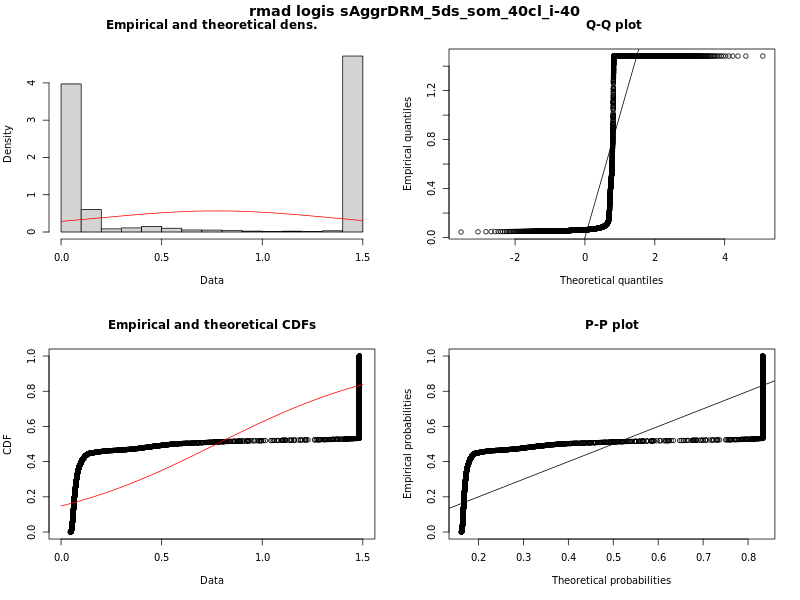 rmad logis sAggrDRM_5ds_som_40cl_i-40
Empirical and theoretical dens.
Density
0 1 2 3 4
0.0 0.5 1.0 1.5
Data
Q-Q plot
Empirical quantiles
0.0 0.4 0.8 1.2
-2 0 2 4
Theoretical quantiles
Empirical and theoretical CDFs
CDF
0.0 0.2 0.4 0.6 0.8 1.0
0.0 0.5 1.0 1.5
Data
P-P plot
Empirical probabilities
0.0 0.2 0.4 0.6 0.8 1.0
0.2 0.3 0.4 0.5 0.6 0.7 0.8
Theoretical probabilities